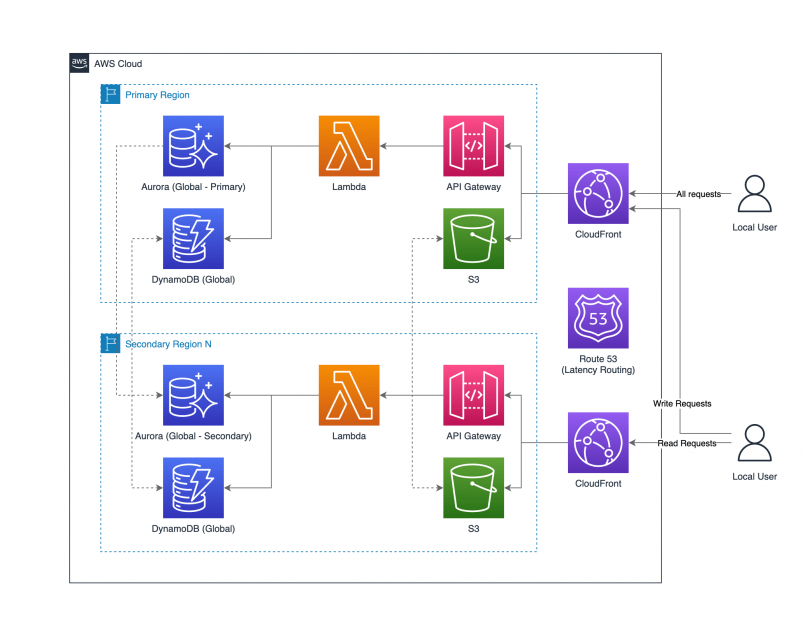 aws
AWS Cloud
Primary Region
Aurora (Global - Primary)
Lambda
API Gateway
DynamoDB (Global)
S3
CloudFront
All requests
Local User
53
Route 53
(Latency Routing)
Secondary Region N
Aurora (Global - Secondary)
Lambda
API Gateway
DynamoDB (Global)
S3
CloudFront
Write Requests
Read Requests
Local User